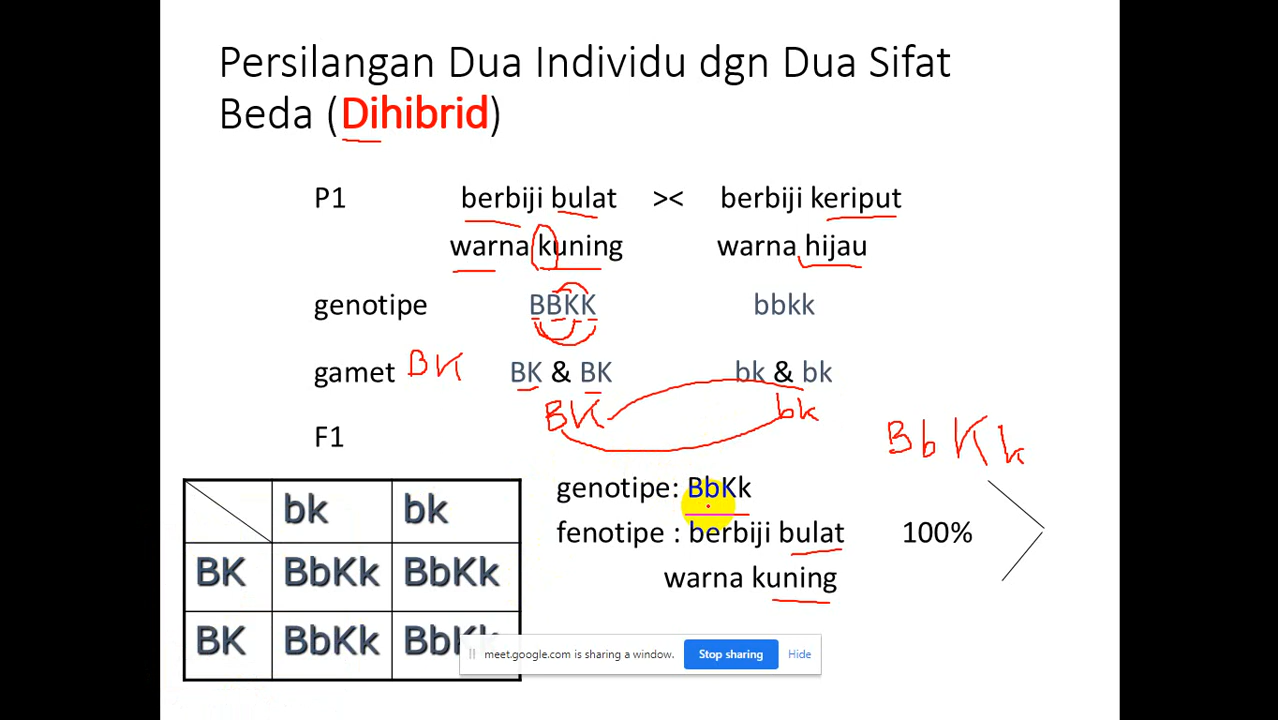 Persilangan Dua Individu dgn Dua Sifat
Beda (Dihibrid)
P1 berbiji bulat >< berbiji keriput
warna kuning warna hijau
genotipe BBKK bbkk
gamet BK BK & BK bk & bk
BK bk
F1
BbKk
genotipe: BbKk
fenotipe : berbiji bulat 100%
warna kuning
bk bk
BK BbKk BbKk
BK BbKk BbKk
meet.google.com is sharing a window. Stop sharing Hide